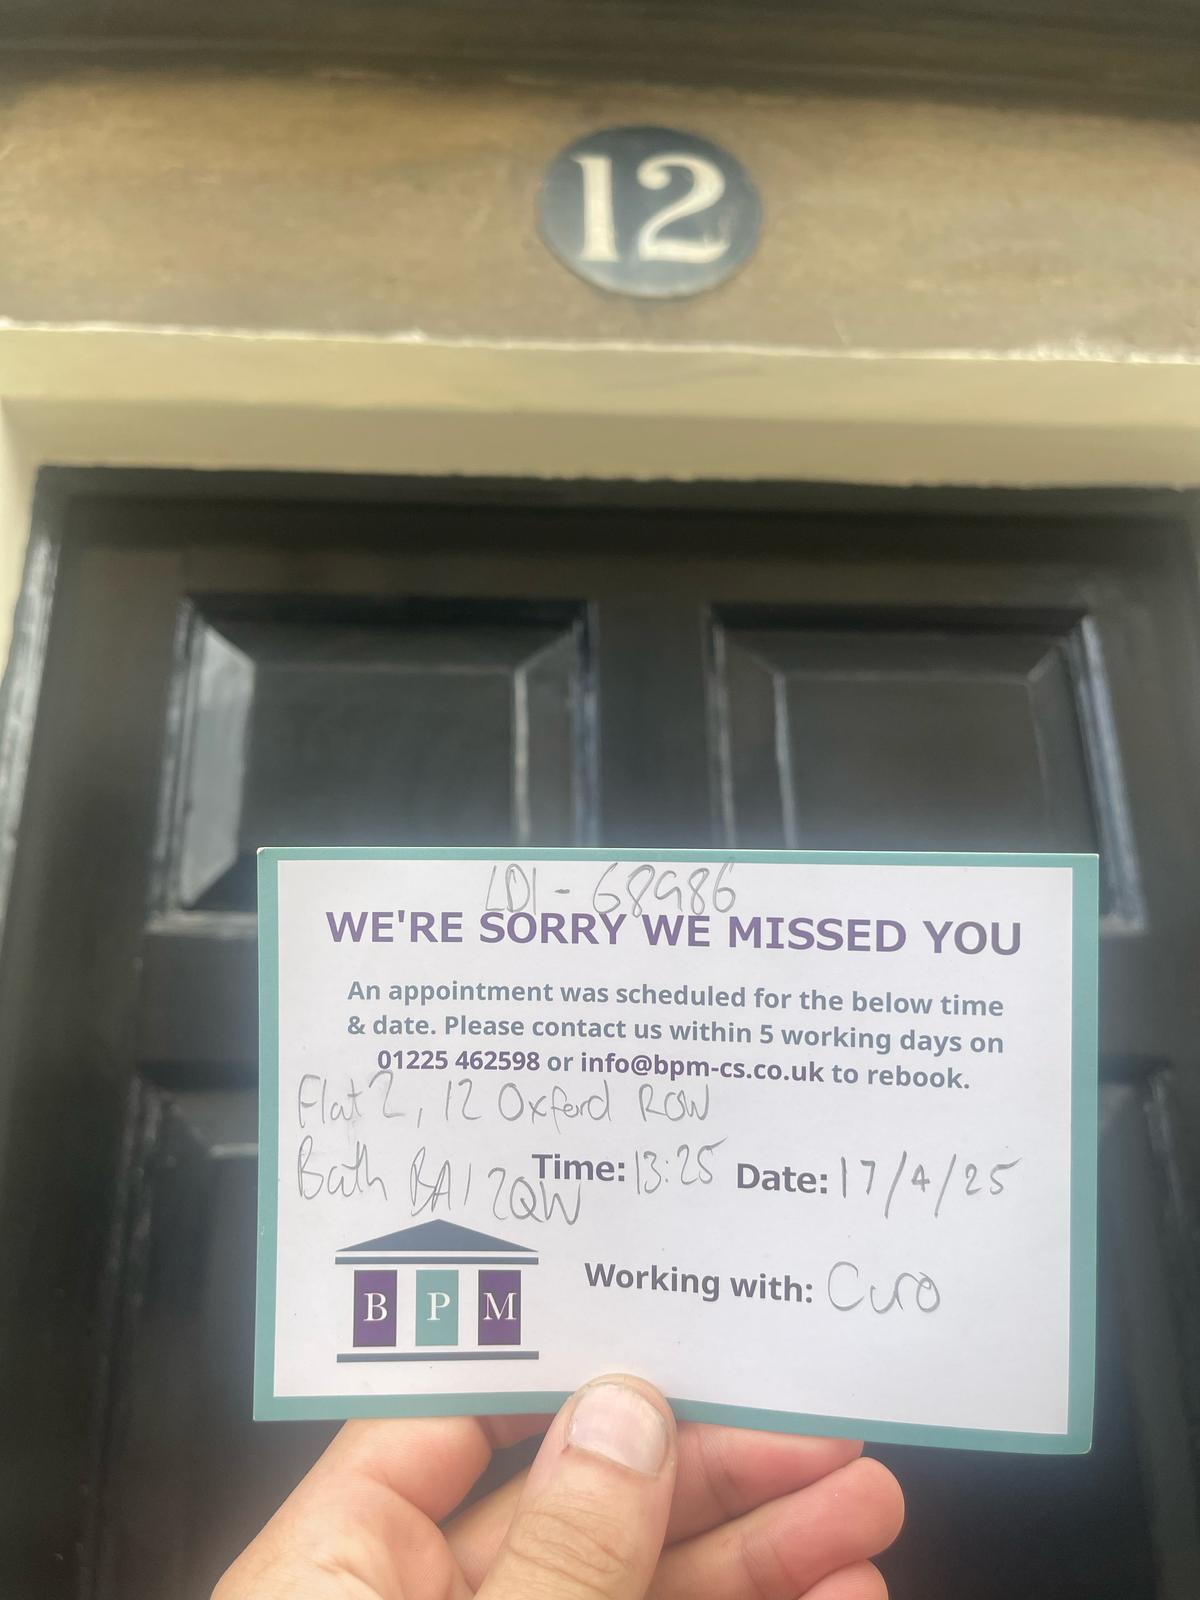 12
LD1-68986
WE'RE SORRY WE MISSED YOU
An appointment was scheduled for the below time
& date. Please contact us within 5 working days on
01225 462598 or info@bpm-cs.co.uk to rebook.
Flat 2, 12 Oxford Row
Bath BA1 2QW
Time: 13:25 Date: 17/4/25
Working with: Curo
B P M